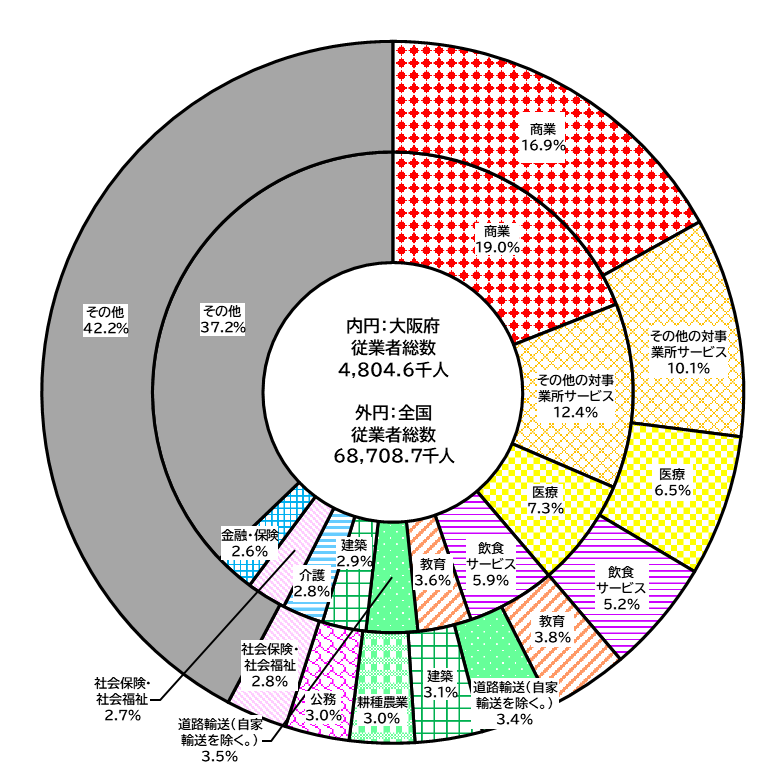 商業
16.9%
商業
19.0%
その他
42.2%
その他
37.2%
内円：大阪府
従業者総数
4,804.6千人
外円：全国
従業者総数
68,708.7千人
その他の対事
業所サービス
10.1%
その他の対事
業所サービス
12.4%
医療
6.5%
医療
7.3%
飲食
サービス
5.9%
飲食
サービス
5.2%
教育
3.6%
教育
3.8%
建築
2.9%
金融・保険
2.6%
介護
2.8%
社会保険・
社会福祉
2.8%
建築
3.1%
道路輸送（自家
輸送を除く。）
3.4%
公務
3.0%
耕種農業
3.0%
社会保険・
社会福祉
2.7%
道路輸送（自家
輸送を除く。）
3.5%